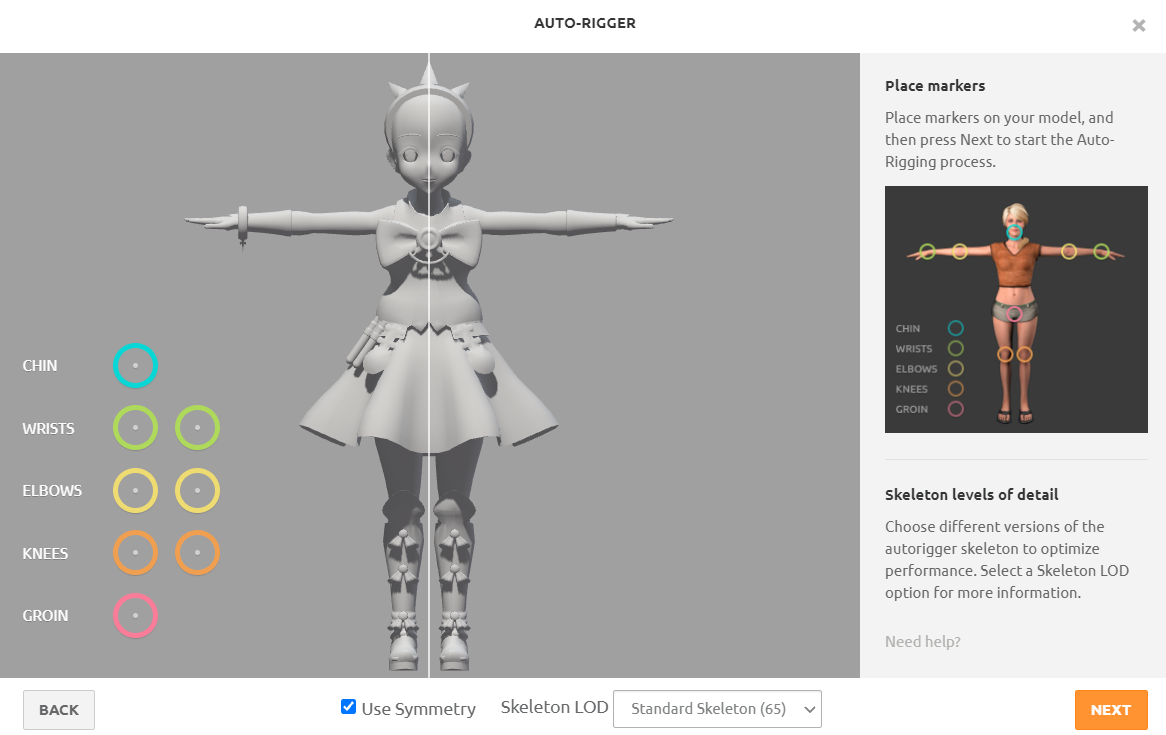 AUTO-RIGGER
×
CHIN
WRISTS
ELBOWS
KNEES
GROIN
Place markers
Place markers on your model, and
then press Next to start the Auto-
Rigging process.
CHIN
WRISTS
ELBOWS
KNEES
GROIN
Skeleton levels of detail
Choose different versions of the
autorigger skeleton to optimize
performance. Select a Skeleton LOD
option for more information.
Need help?
BACK
Use Symmetry
Skeleton LOD
Standard Skeleton (65)
NEXT